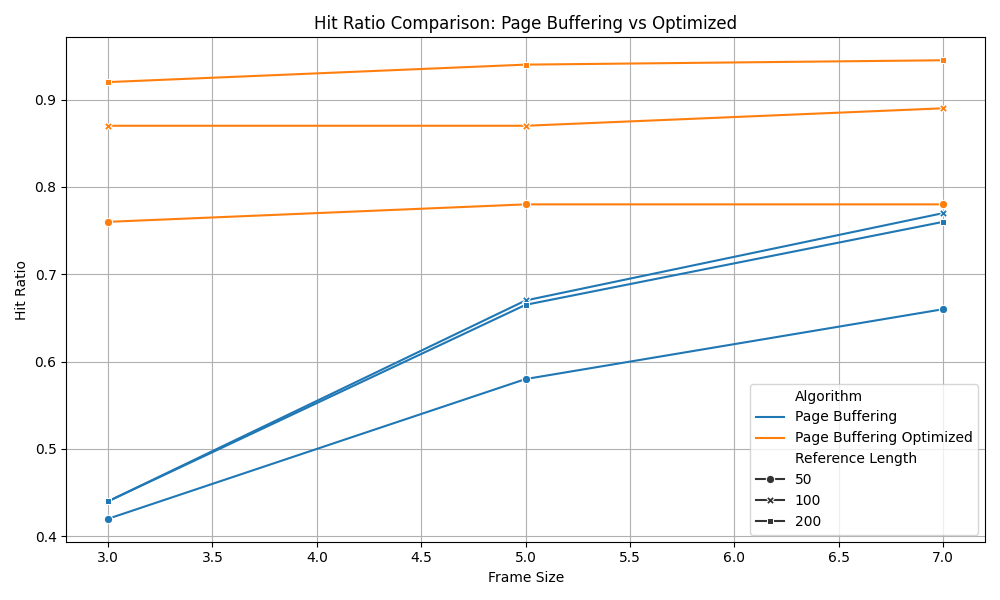 Hit Ratio Comparison: Page Buffering vs Optimized
Hit Ratio
0.9
0.8
0.7
0.6
0.5
0.4
3.0 3.5 4.0 4.5 5.0 5.5 6.0 6.5 7.0
Frame Size
Algorithm
Page Buffering
Page Buffering Optimized
Reference Length
50
100
200